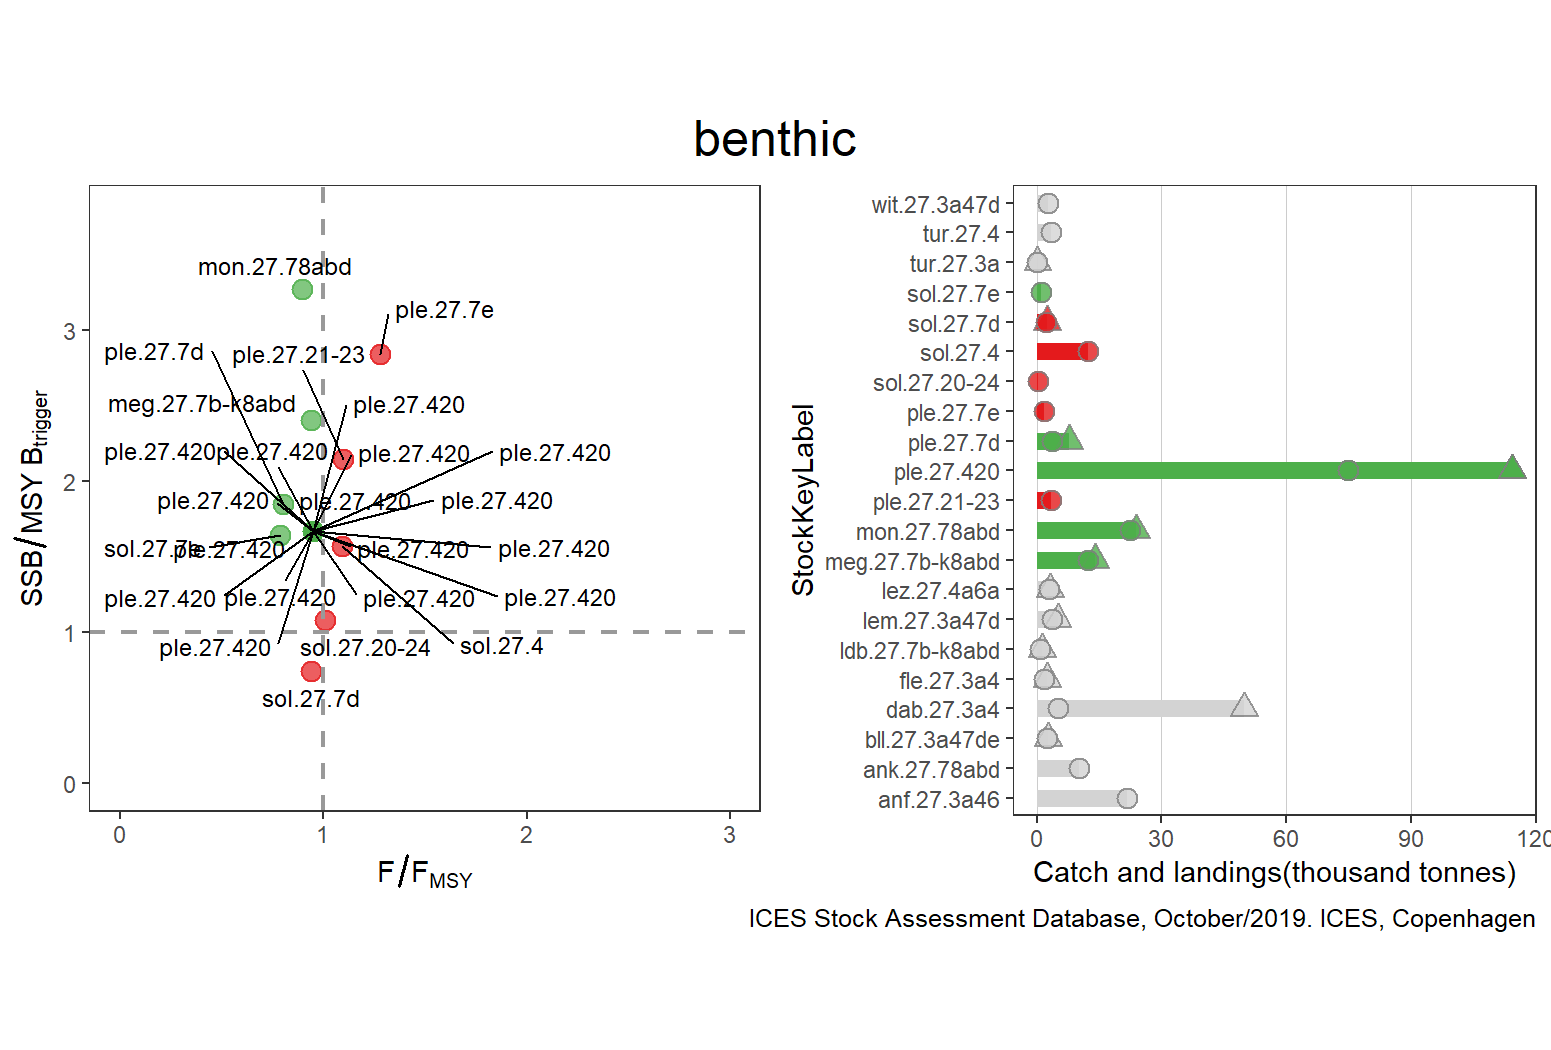 benthic
mon.27.78abd
ple.27.7e
ple.27.7d
ple.27.21-23
meg.27.7b-k8abd
ple.27.420
ple.27.420
ple.27.420
ple.27.420
ple.27.420
ple.27.420
ple.27.420
ple.27.420
sol.27.7e
ple.27.420
ple.27.420
ple.27.420
ple.27.420
ple.27.420
ple.27.420
ple.27.420
ple.27.420
sol.27.20-24
sol.27.4
sol.27.7d
3
2
1
0
0
1
2
3
SSB/MSY Btrigger
F/FMSY
StockKeyLabel
wit.27.3a47d
tur.27.4
tur.27.3a
sol.27.7e
sol.27.7d
sol.27.4
sol.27.20-24
ple.27.7e
ple.27.7d
ple.27.420
ple.27.21-23
mon.27.78abd
meg.27.7b-k8abd
lez.27.4a6a
lem.27.3a47d
ldb.27.7b-k8abd
fle.27.3a4
dab.27.3a4
bll.27.3a47de
ank.27.78abd
anf.27.3a46
0
30
60
90
120
Catch and landings(thousand tonnes)
ICES Stock Assessment Database, October/2019. ICES, Copenhagen